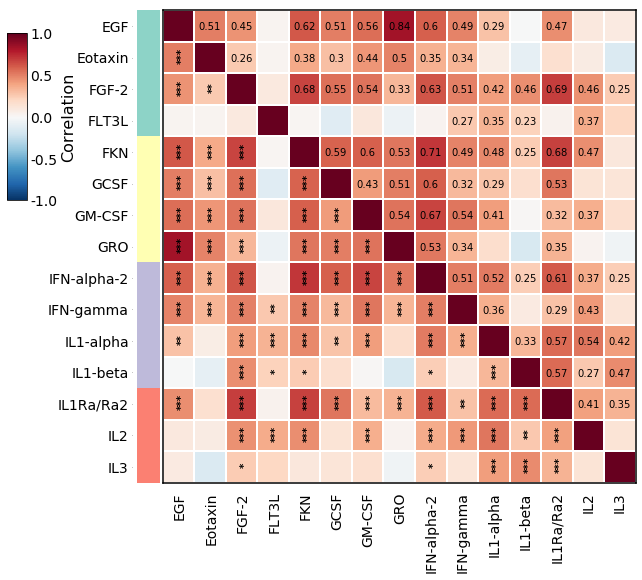 EGF 0.51 0.45 0.62 0.51 0.56 0.84 0.6 0.49 0.29 0.47
Eotaxin *** 0.26 0.38 0.3 0.44 0.5 0.35 0.34
FGF-2 *** ** 0.68 0.55 0.54 0.33 0.63 0.51 0.42 0.46 0.69 0.46 0.25
FLT3L 0.27 0.35 0.23 0.37
FKN *** *** *** 0.59 0.6 0.53 0.71 0.49 0.48 0.25 0.68 0.47
GCSF *** *** *** *** 0.43 0.51 0.6 0.32 0.29 0.53
GM-CSF *** *** *** *** *** 0.54 0.67 0.54 0.41 0.32 0.37
GRO *** *** *** *** *** *** 0.53 0.34 0.35
IFN-alpha-2 *** *** *** *** *** *** *** 0.51 0.52 0.25 0.61 0.37 0.25
IFN-gamma *** *** *** ** *** *** *** *** *** 0.36 0.29 0.43
IL1-alpha ** *** *** *** ** *** *** *** 0.33 0.57 0.54 0.42
IL1-beta *** * * * *** 0.57 0.27 0.47
IL1Ra/Ra2 *** *** *** *** *** *** *** ** *** *** 0.41 0.35
IL2 *** *** *** *** *** *** *** ** ***
IL3 * * *** *** ***
1.0
0.5
0.0
-0.5
-1.0
Correlation
EGF Eotaxin FGF-2 FLT3L FKN GCSF GM-CSF GRO IFN-alpha-2 IFN-gamma IL1-alpha IL1-beta IL1Ra/Ra2 IL2 IL3